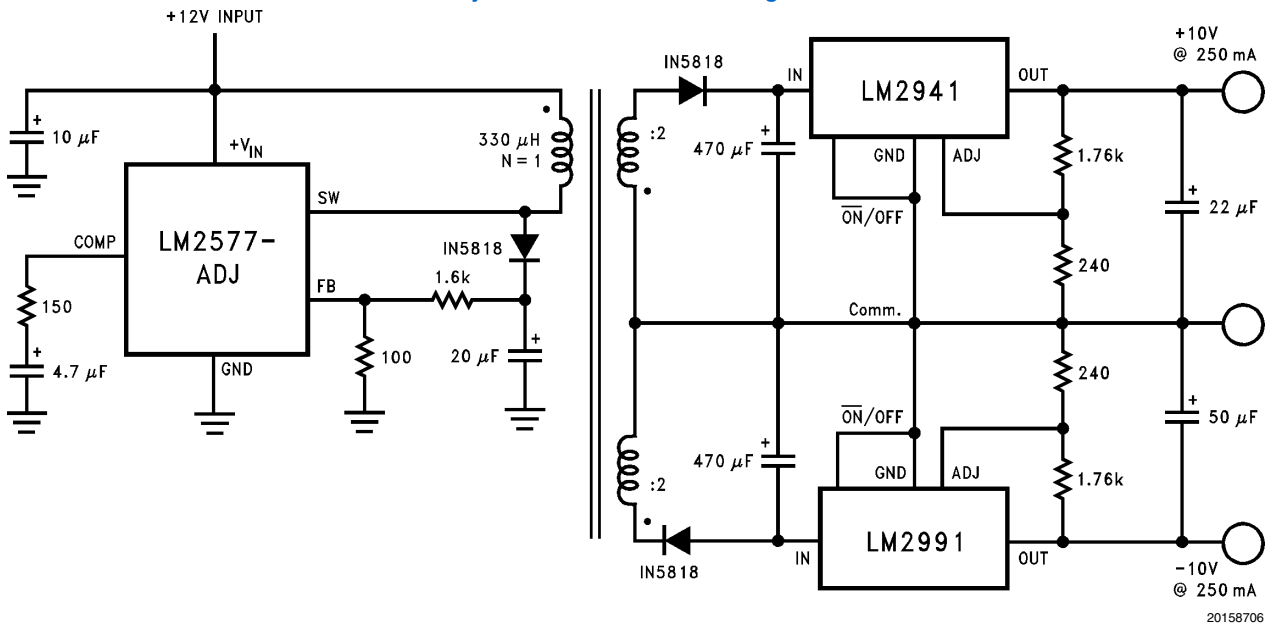 +12V INPUT
+
10 μF
+VIN
LM2577-
ADJ
SW
COMP
FB
GND
150
+
4.7 μF
330 μH
N = 1
IN5818
1.6k
100
20 μF
+
:2
:2
IN5818
IN5818
470 μF
+
470 μF
+
IN
LM2941
OUT
GND
ADJ
ON/OFF
1.76k
240
22 μF
+
+10V
@ 250 mA
Comm.
240
1.76k
50 μF
+
ON/OFF
GND
ADJ
LM2991
IN
OUT
-10V
@ 250 mA
20158706